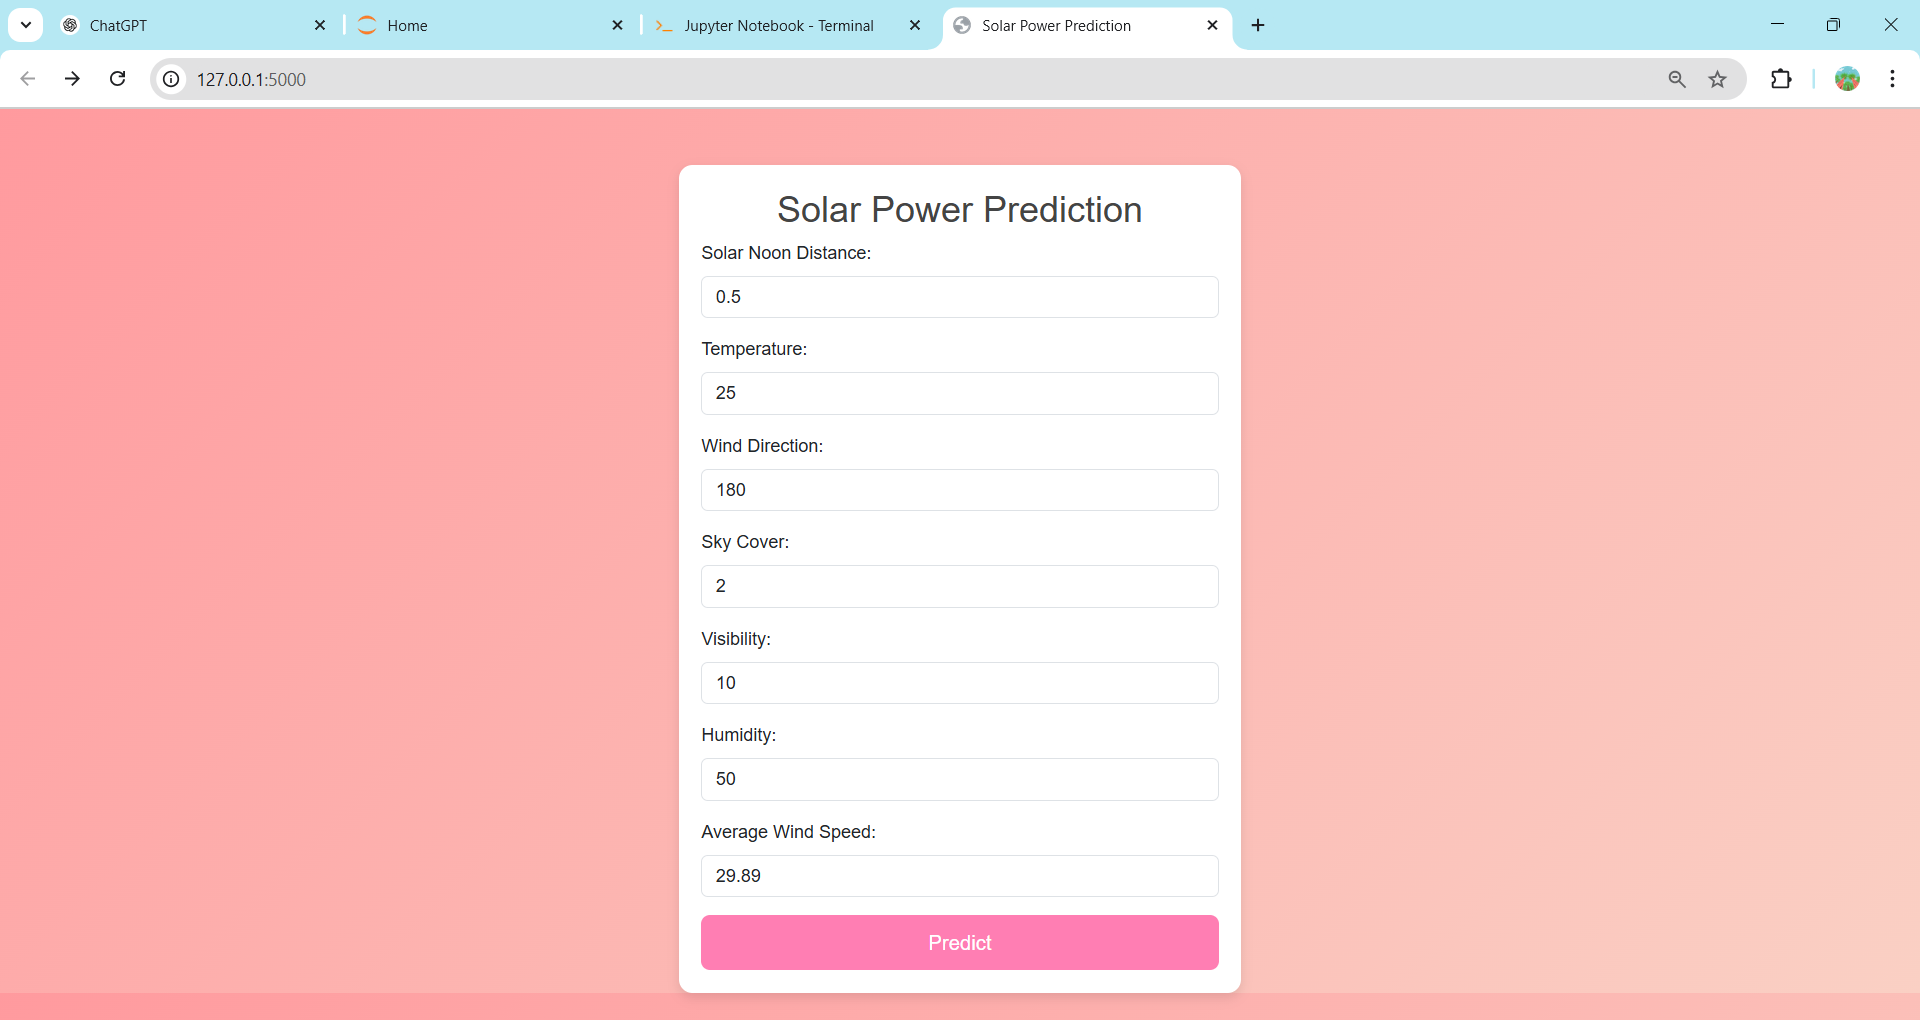 ChatGPT
Home
Jupyter Notebook - Terminal
Solar Power Prediction
127.0.0.1:5000
Solar Power Prediction
Solar Noon Distance:
0.5
Temperature:
25
Wind Direction:
180
Sky Cover:
2
Visibility:
10
Humidity:
50
Average Wind Speed:
29.89
Predict